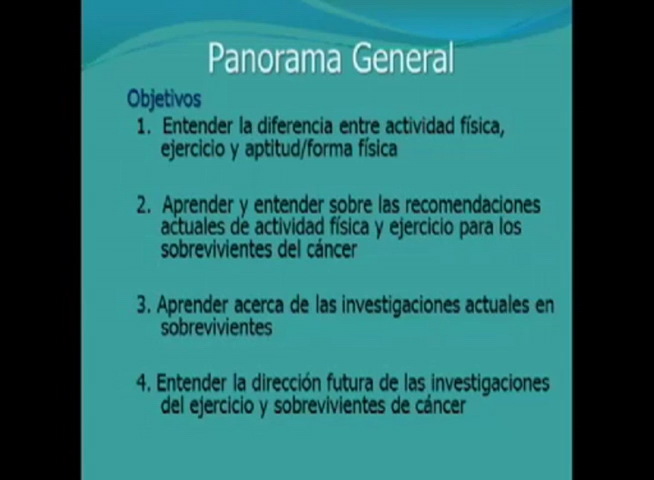 Panorama General
Objetivos
1. Entender la diferencia entre actividad física,
ejercicio y aptitud/forma física
2. Aprender y entender sobre las recomendaciones
actuales de actividad física y ejercicio para los
sobrevivientes del cáncer
3. Aprender acerca de las investigaciones actuales en
sobrevivientes
4. Entender la dirección futura de las investigaciones
del ejercicio y sobrevivientes de cáncer